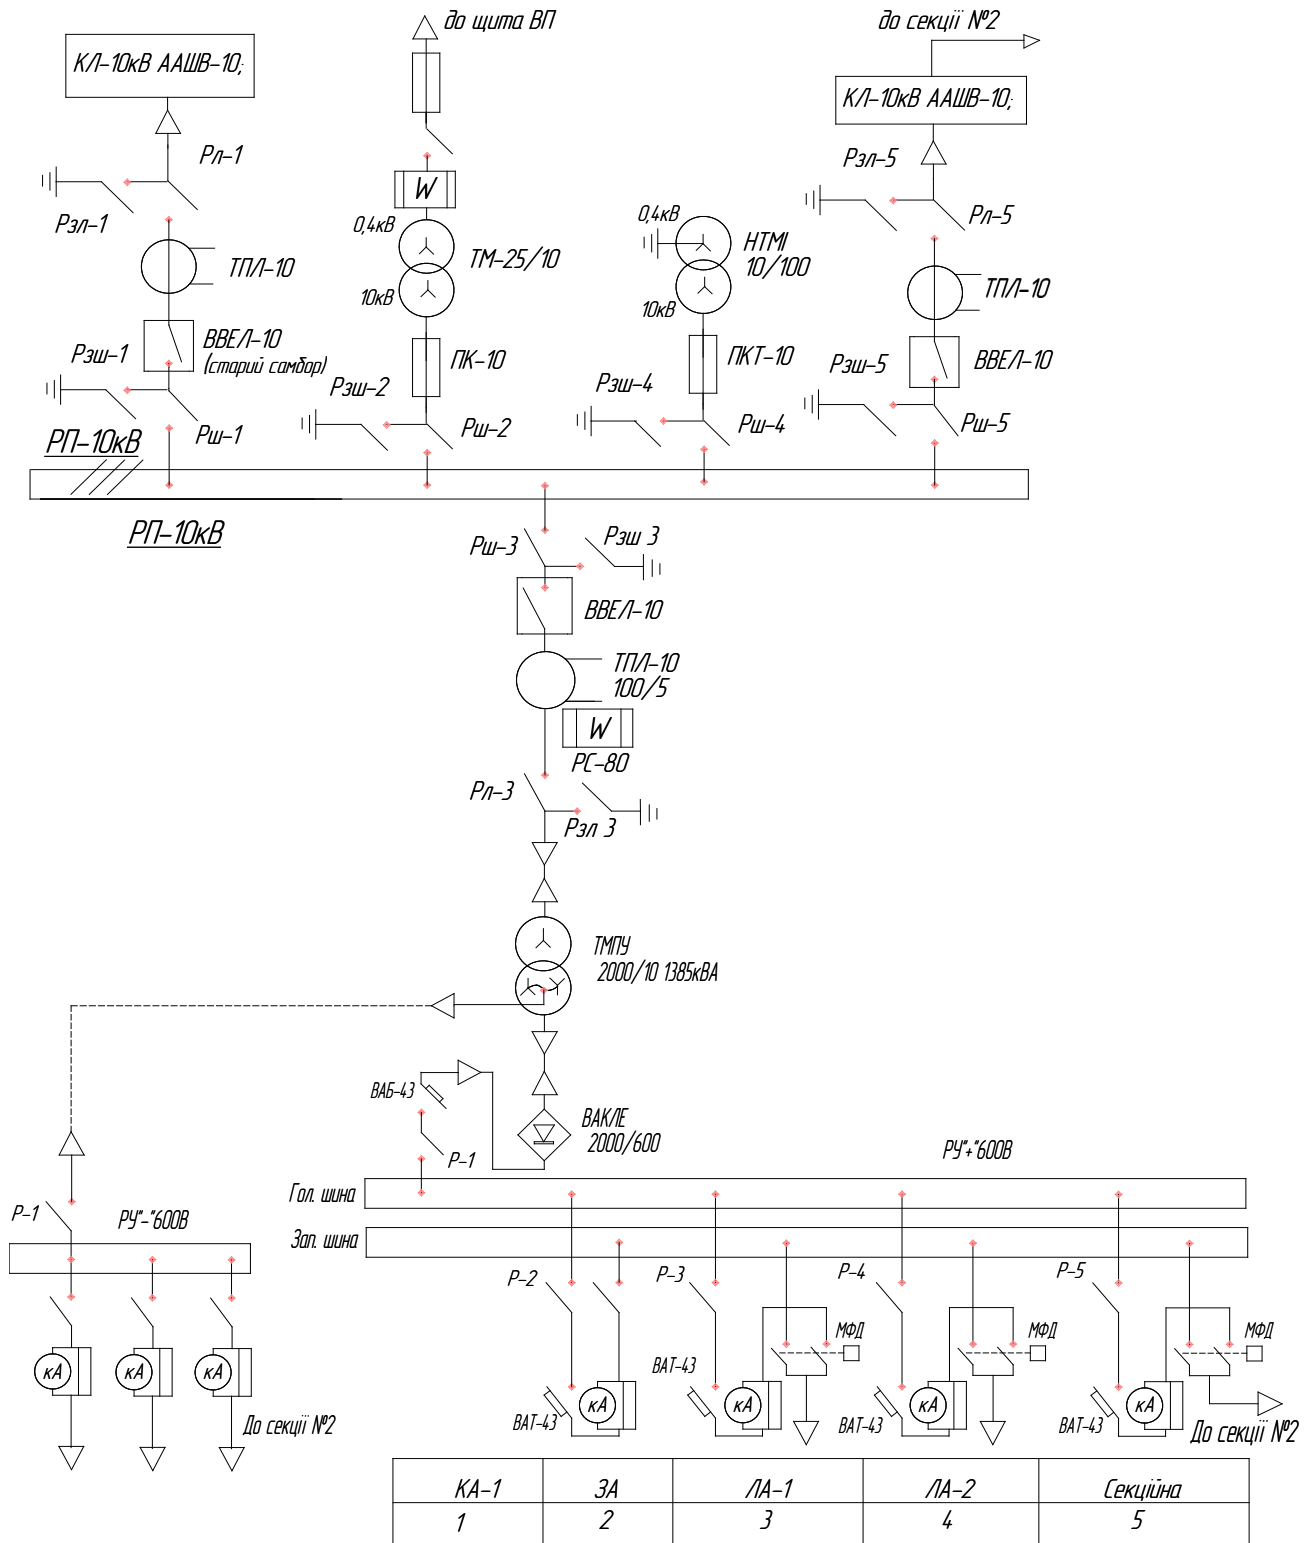 до щита ВП
до секції №2
КЛ-10кВ ААШВ-10;
КЛ-10кВ ААШВ-10;
Рл-1
Рзл-5
W
Рзл-1
0,4кВ
0,4кВ
Рл-5
НТМІ
10/100
ТПЛ-10
ТМ-25/10
ТПЛ-10
10кВ
10кВ
ВВЕЛ-10
(старий самбор)
Рзш-1
ПК-10
ПКТ-10
Рзш-5
ВВЕЛ-10
Рзш-2
Рзш-4
РП-10кВ
Рш-1
Рш-2
Рш-4
Рш-5
РП-10кВ
Рш-3
Рзш 3
ВВЕЛ-10
ТПЛ-10
100/5
W
РС-80
Рл-3
Рзл 3
ТМПУ
2000/10 1385кВА
ВАБ-43
ВАКЛЕ
2000/600
Р-1
РУ"+"600В
Гол. шина
Р-1
РУ"-"600В
Зап. шина
Р-2
Р-3
Р-4
Р-5
МФД
МФД
МФД
кА
кА
кА
ВАТ-43
кА
кА
кА
кА
До секції №2
ВАТ-43
ВАТ-43
ВАТ-43
До секції №2
КА-1
ЗА
ЛА-1
ЛА-2
Секційна
1
2
3
4
5